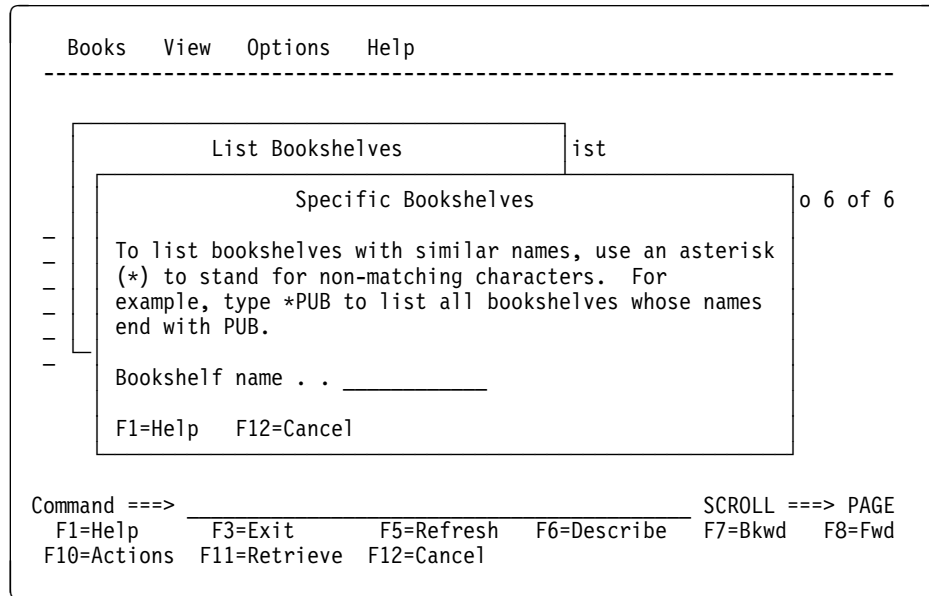 Books View Options Help
-----------------------------------------------------------------------
List Bookshelves ist
Specific Bookshelves o 6 of 6
To list bookshelves with similar names, use an asterisk
(*) to stand for non-matching characters. For
example, type *PUB to list all bookshelves whose names
end with PUB.
Bookshelf name . . ____________
F1=Help F12=Cancel
Command ===> __________________________________________ SCROLL ===> PAGE
F1=Help F3=Exit F5=Refresh F6=Describe F7=Bkwd F8=Fwd
F10=Actions F11=Retrieve F12=Cancel